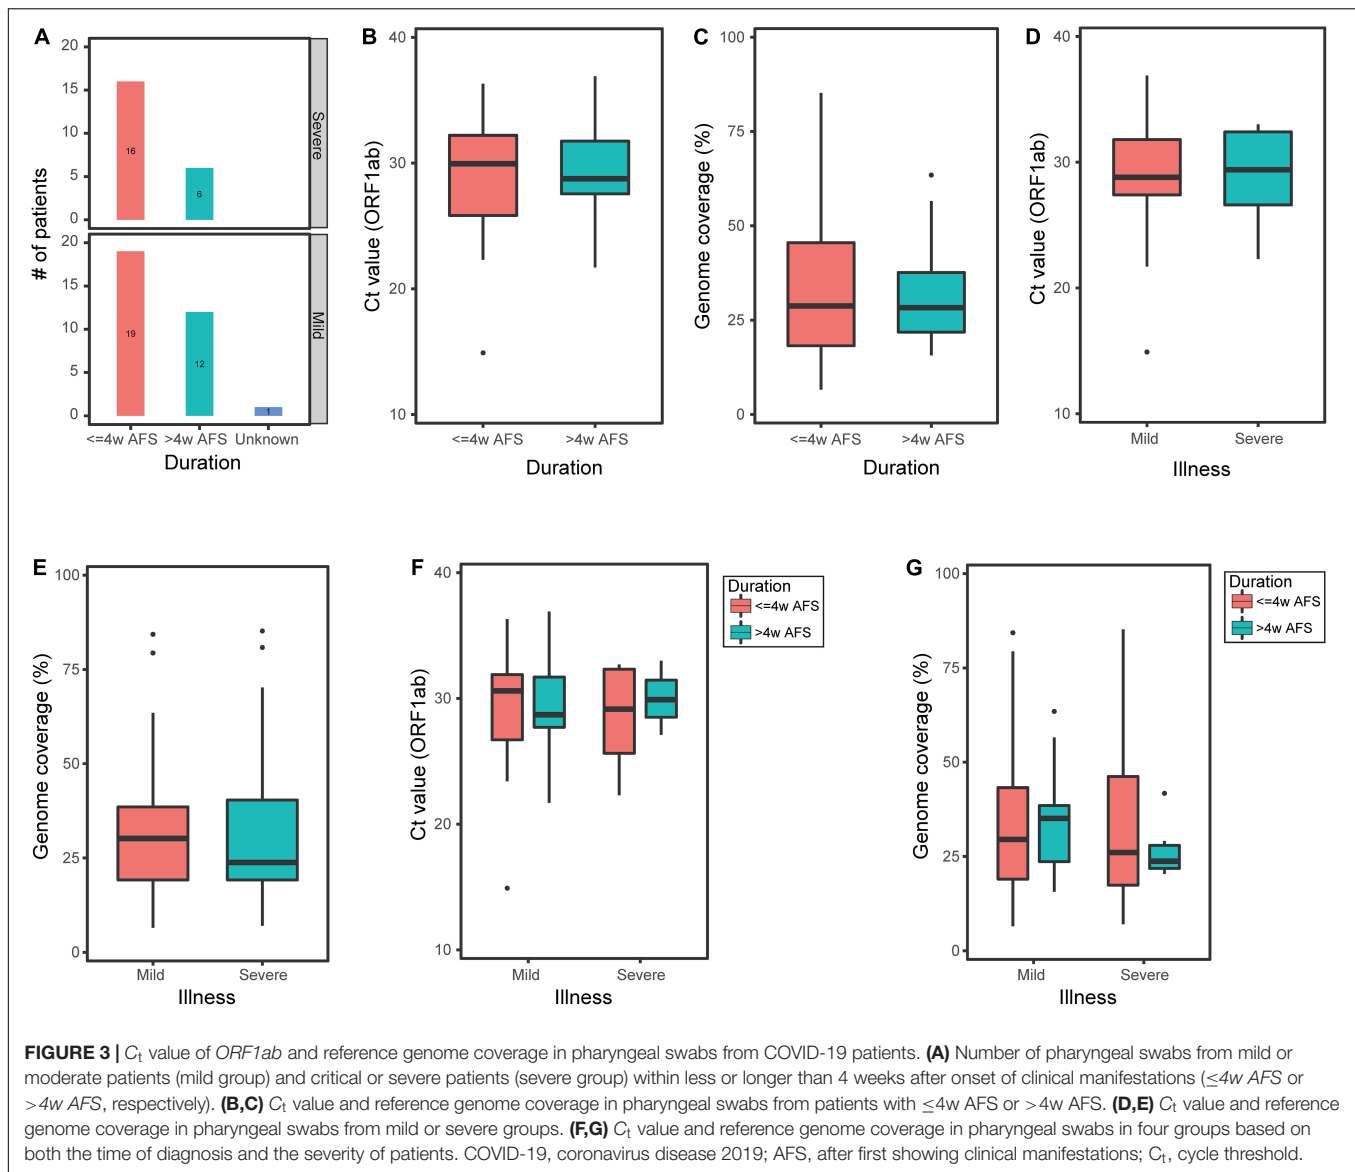 A
20
15
10
5
0
16
6
Severe
20
15
10
5
0
19
12
1
Mild
# of patients
<=4w AFS >4w AFS Unknown
Duration
B
40
30
20
10
Ct value (ORF1ab)
<=4w AFS >4w AFS
Duration
C
100
75
50
25
0
Genome coverage (%)
<=4w AFS >4w AFS
Duration
D
40
30
20
10
Ct value (ORF1ab)
Mild Severe
Illness
E
100
75
50
25
0
Genome coverage (%)
Mild Severe
Illness
F
40
30
20
10
Ct value (ORF1ab)
Mild Severe
Illness
Duration
<=4w AFS
>4w AFS
G
100
75
50
25
0
Genome coverage (%)
Mild Severe
Illness
Duration
<=4w AFS
>4w AFS
FIGURE 3 | Ct value of ORF1ab and reference genome coverage in pharyngeal swabs from COVID-19 patients. (A) Number of pharyngeal swabs from mild or
moderate patients (mild group) and critical or severe patients (severe group) within less or longer than 4 weeks after onset of clinical manifestations (≤4w AFS or
>4w AFS, respectively). (B,C) Ct value and reference genome coverage in pharyngeal swabs from patients with ≤4w AFS or >4w AFS. (D,E) Ct value and reference
genome coverage in pharyngeal swabs from mild or severe groups. (F,G) Ct value and reference genome coverage in pharyngeal swabs in four groups based on
both the time of diagnosis and the severity of patients. COVID-19, coronavirus disease 2019; AFS, after first showing clinical manifestations; Ct, cycle threshold.